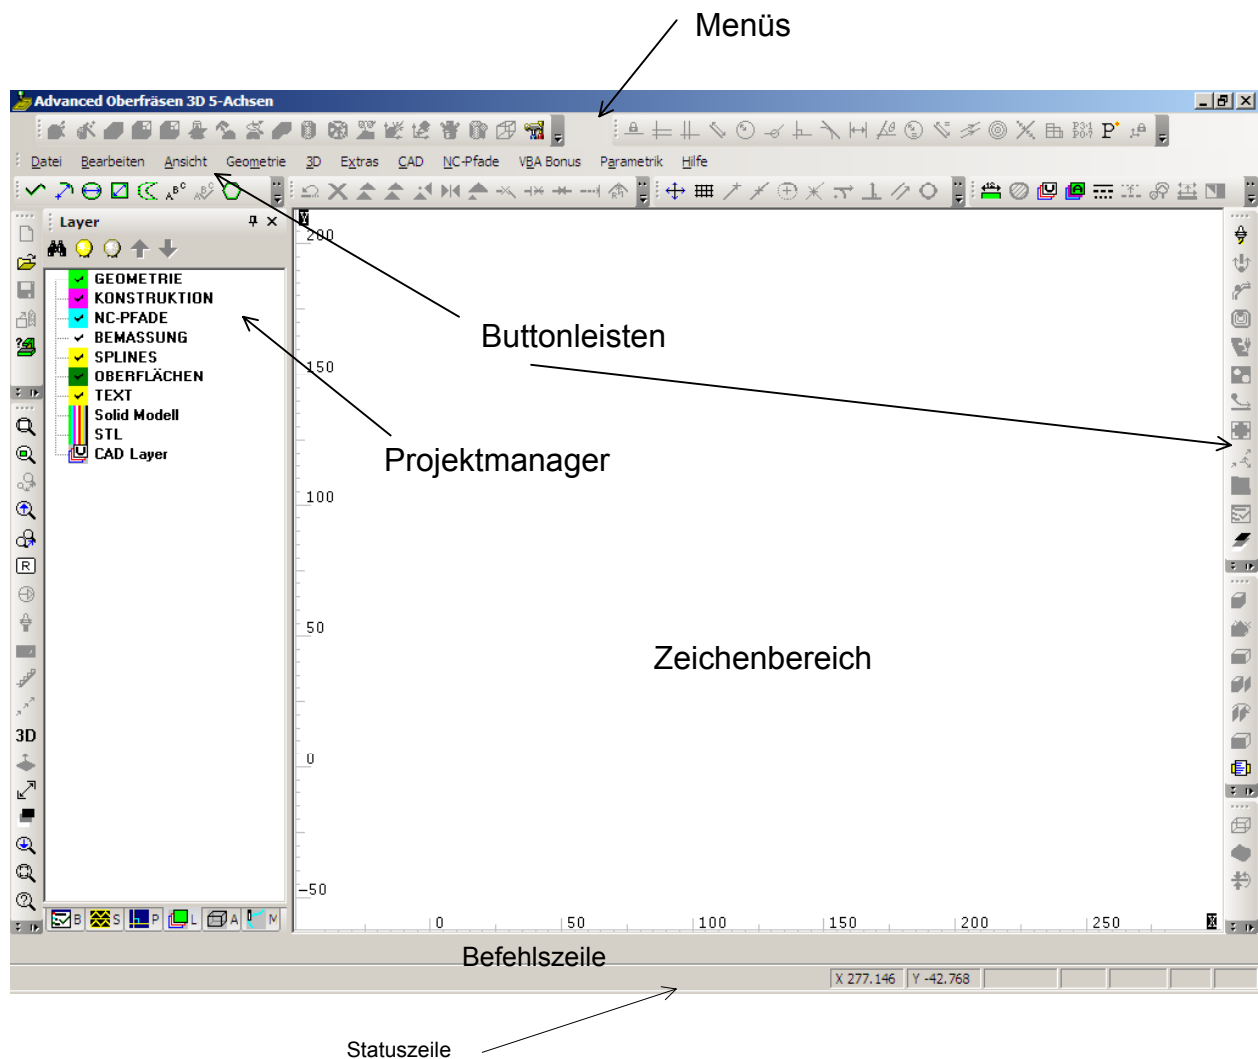 Menüs
Advanced Oberfräsen 3D 5-Achsen
Datei Bearbeiten Ansicht Geometrie 3D Extras CAD NC-Pfade VBA Bonus Parametrik Hilfe
Layer
GEOMETRIE
KONSTRUKTION
NC-PFADE
BEMASSUNG
SPLINES
OBERFLÄCHEN
TEXT
Solid Modell
STL
CAD Layer
Buttonleisten
Projektmanager
Zeichenbereich
Y
200
150
100
50
0
-50
0 50 100 150 200 250 X
R
3D
B S P L A M
Befehlszeile
X 277.146 Y -42.768
Statuszeile